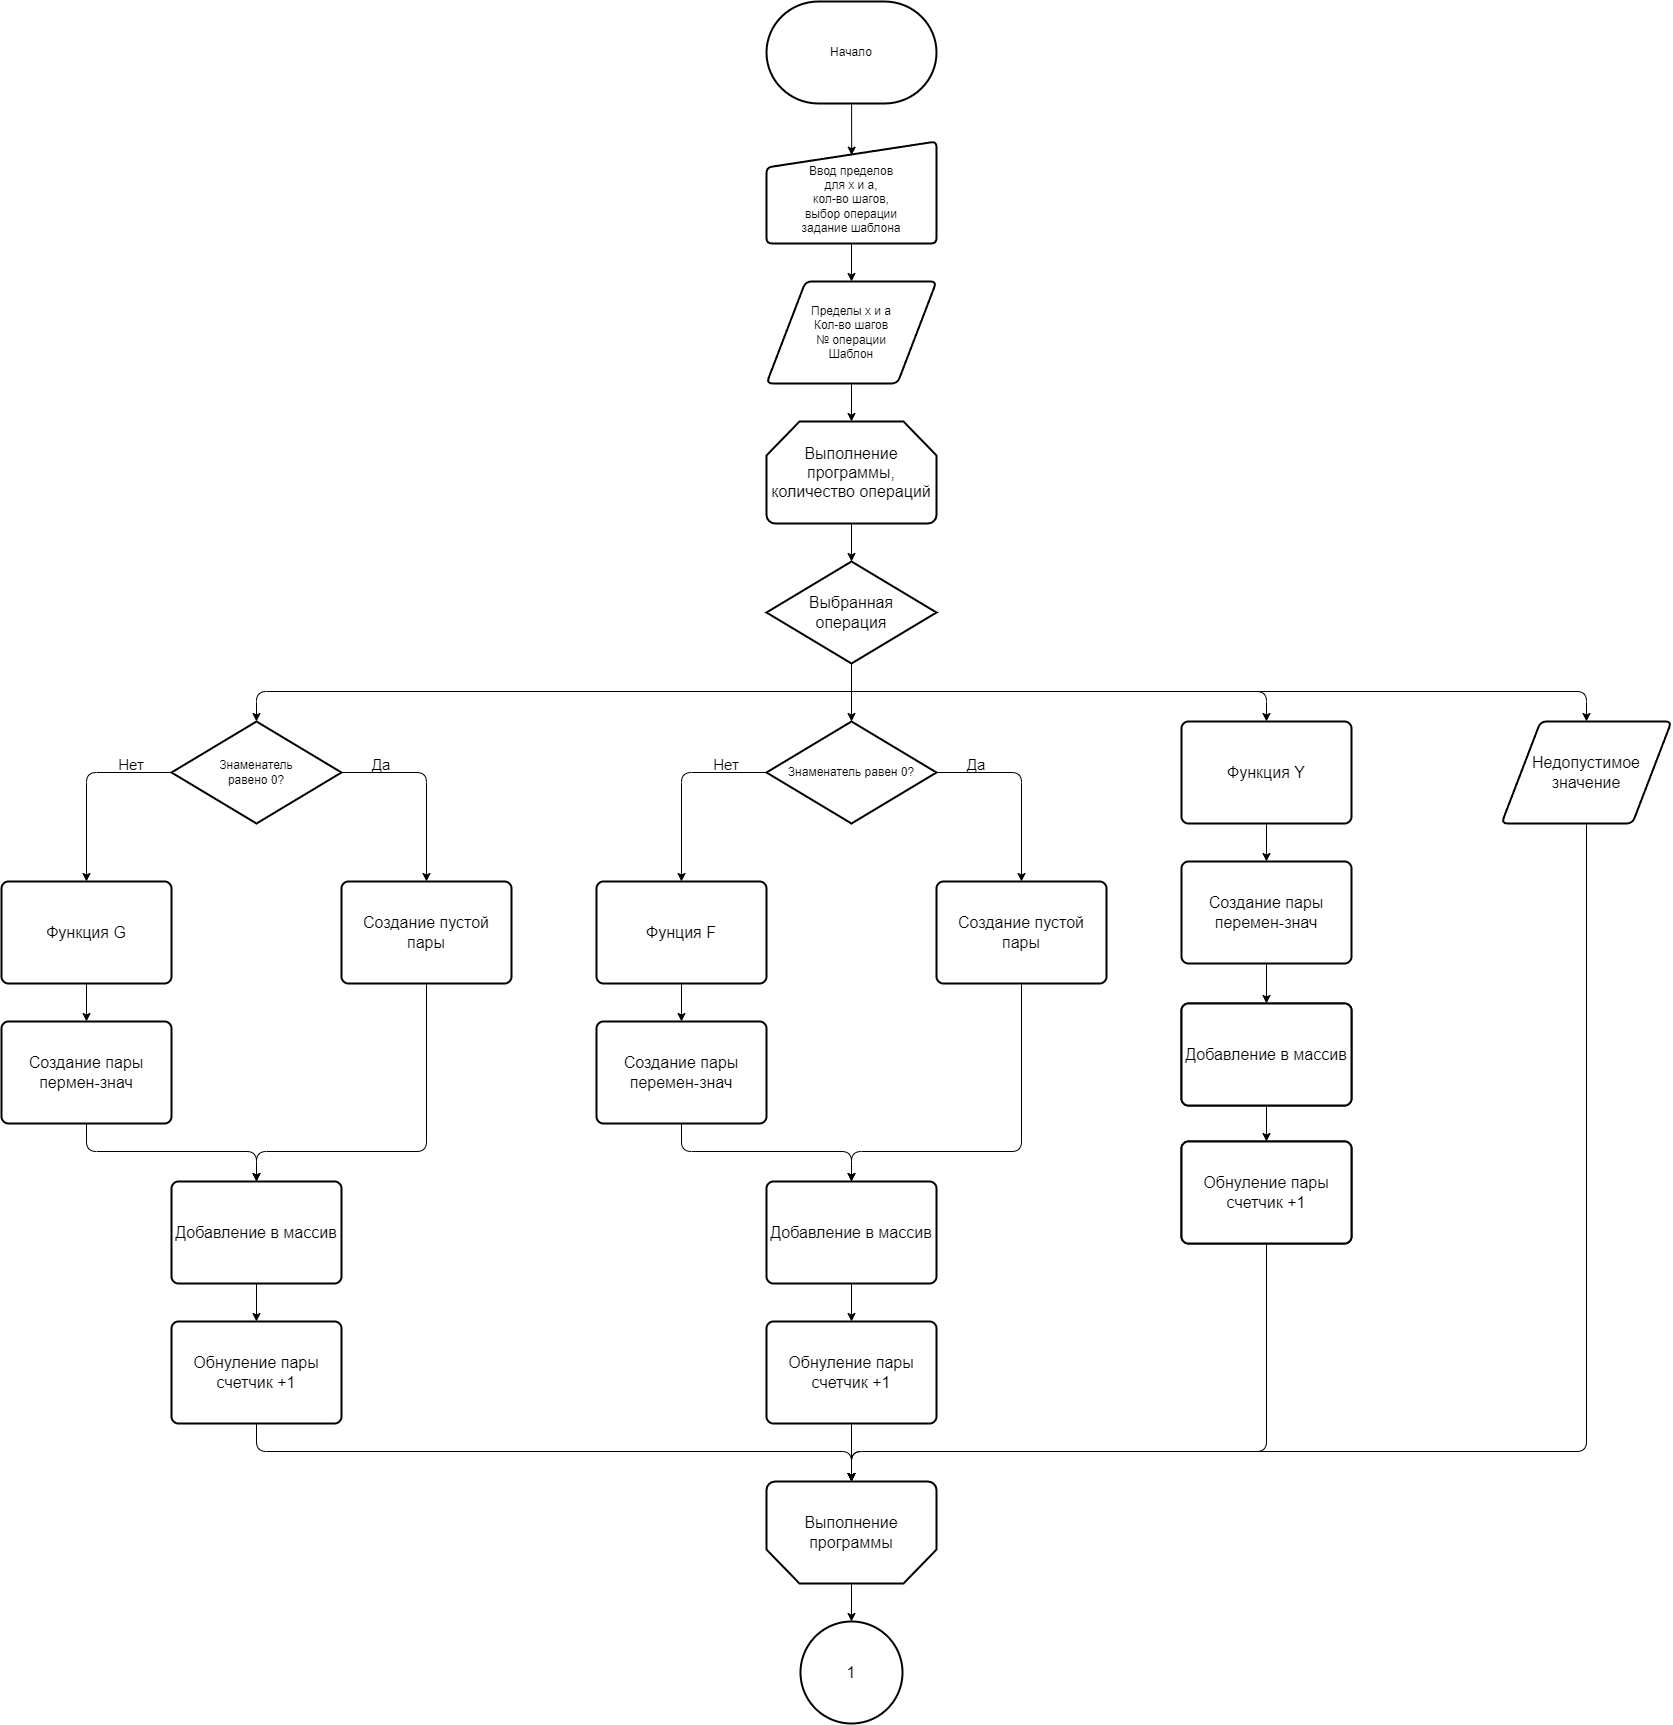 Начало
Ввод пределов
для x и a,
кол-во шагов,
выбор операции
задание шаблона
Пределы x и a
Кол-во шагов
№ операции
Шаблон
Выполнение
программы,
количество операций
Выбранная
операция
Нет
Знаменатель
равено 0?
Да
Нет
Знаменатель равен 0?
Да
Функция Y
Недопустимое
значение
Функция G
Создание пустой
пары
Фунция F
Создание пустой
пары
Создание пары
перемен-знач
Создание пары
пермен-знач
Создание пары
перемен-знач
Добавление в массив
Добавление в массив
Добавление в массив
Обнуление пары
счетчик +1
Обнуление пары
счетчик +1
Обнуление пары
счетчик +1
Выполнение
программы
1